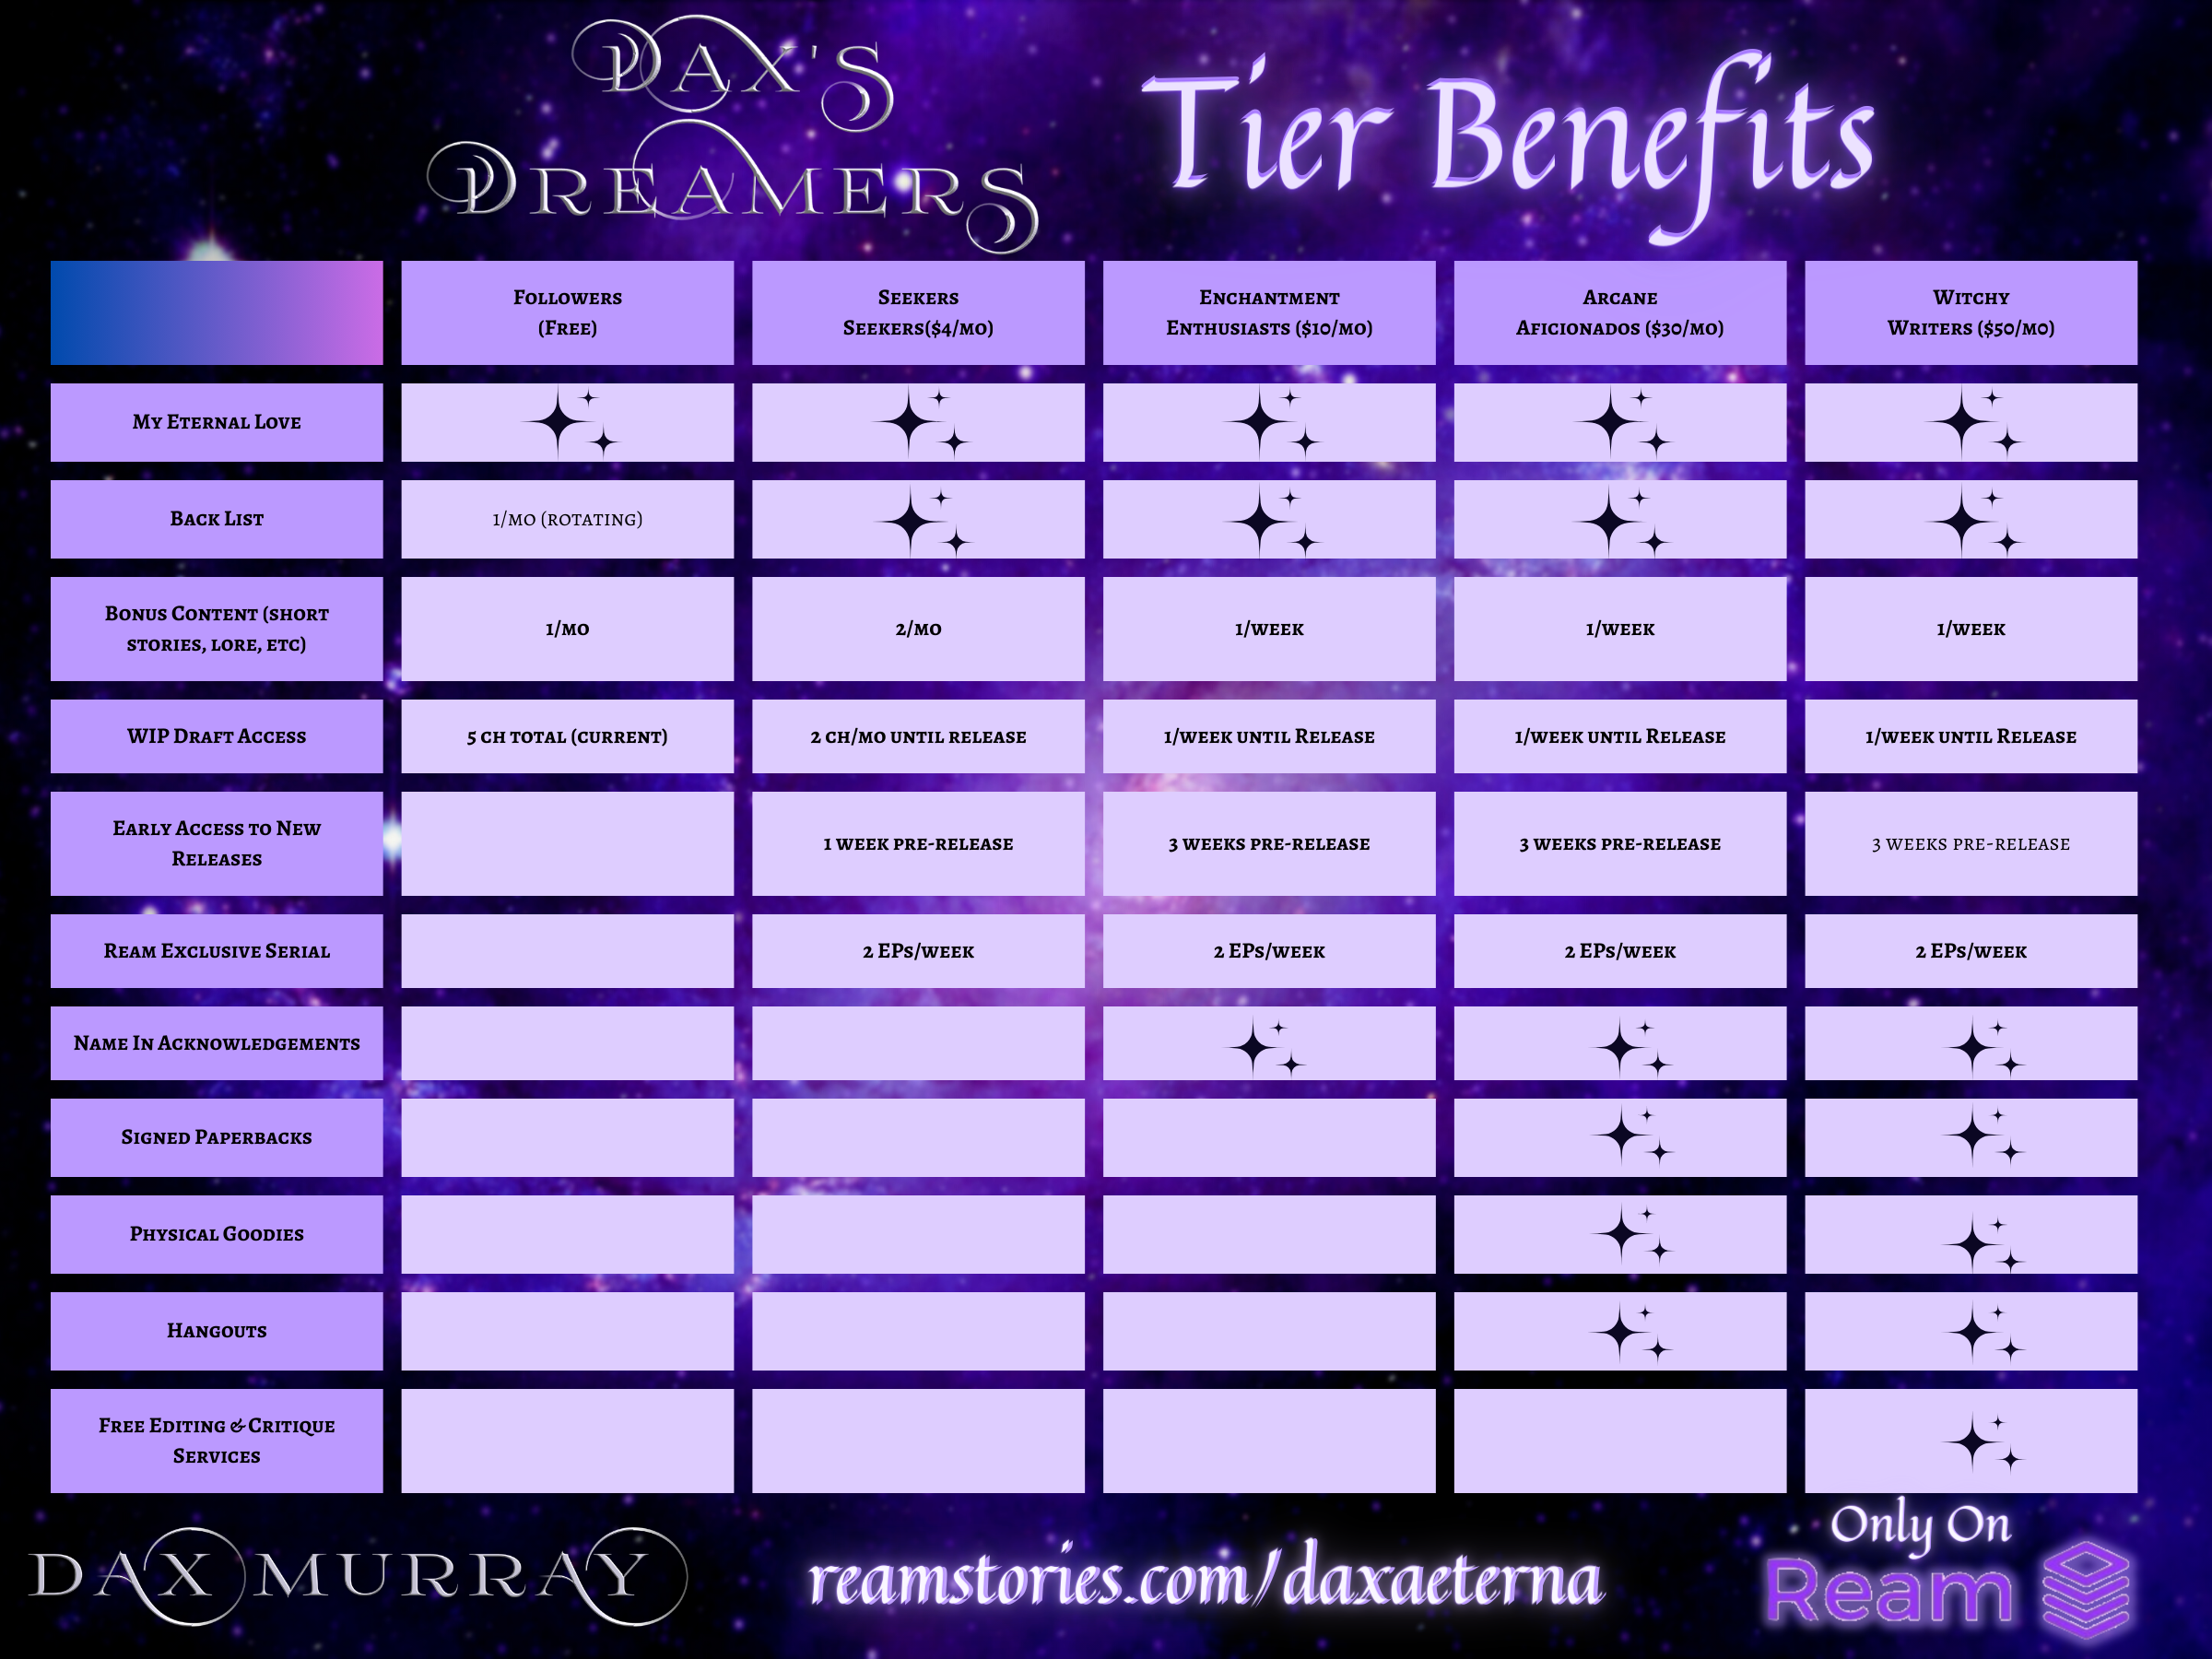 Dax's
Dreamers
Tier Benefits
Followers
(Free)
Seekers
Seekers($4/mo)
Enchantment
Enthusiasts ($10/mo)
Arcane
Aficionados ($30/mo)
Witchy
Writers ($50/mo)
My Eternal Love
Back List
1/mo (rotating)
Bonus Content (short
stories, lore, etc)
1/mo
2/mo
1/week
1/week
1/week
WIP Draft Access
5 ch total (current)
2 ch/mo until release
1/week until Release
1/week until Release
1/week until Release
Early Access to New
Releases
1 week pre-release
3 weeks pre-release
3 weeks pre-release
3 weeks pre-release
Ream Exclusive Serial
2 EPs/week
2 EPs/week
2 EPs/week
2 EPs/week
Name In Acknowledgements
Signed Paperbacks
Physical Goodies
Hangouts
Free Editing & Critique
Services
Dax Murray
reamstories.com/daxaeterna
Only On
Ream